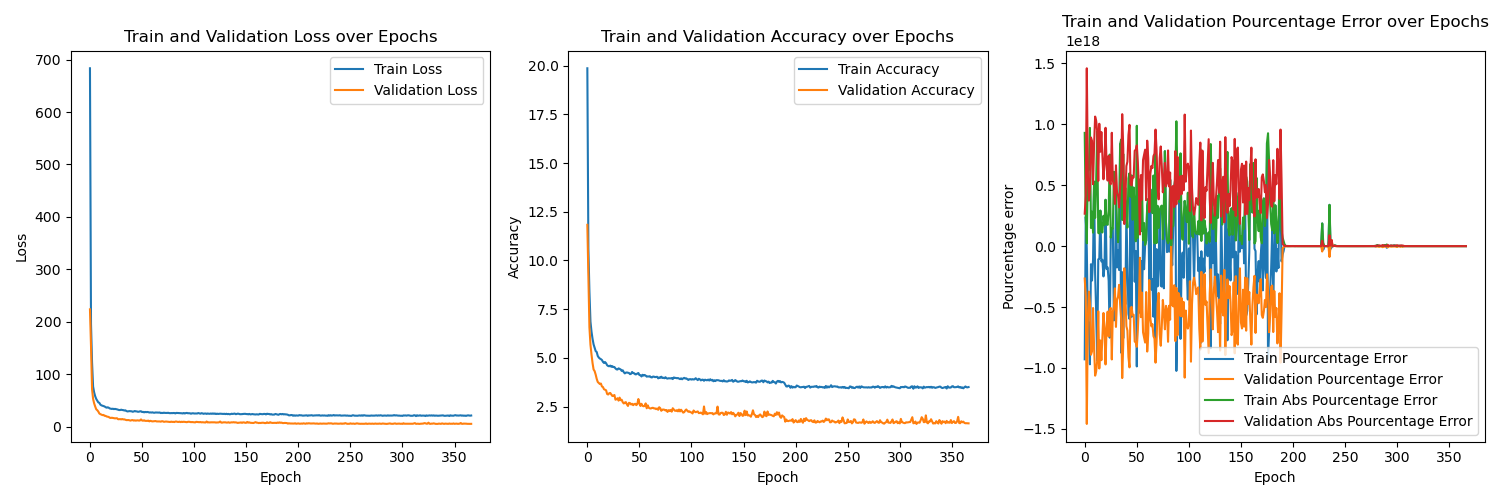 Train and Validation Loss over Epochs
700
600
500
400
300
200
100
0
Loss
0 50 100 150 200 250 300 350
Epoch
Train Loss
Validation Loss
Train and Validation Accuracy over Epochs
20.0
17.5
15.0
12.5
10.0
7.5
5.0
2.5
Accuracy
0 50 100 150 200 250 300 350
Epoch
Train Accuracy
Validation Accuracy
Train and Validation Pourcentage Error over Epochs
1e18
1.5
1.0
0.5
0.0
−0.5
−1.0
−1.5
Pourcentage error
0 50 100 150 200 250 300 350
Epoch
Train Pourcentage Error
Validation Pourcentage Error
Train Abs Pourcentage Error
Validation Abs Pourcentage Error